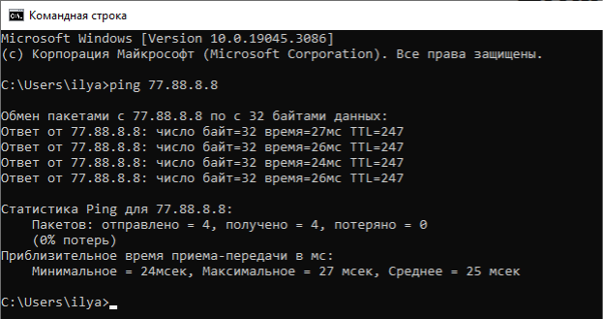 Командная строка
Microsoft Windows [Version 10.0.19045.3086]
(c) Корпорация Майкрософт (Microsoft Corporation). Все права защищены.
C:\Users\ilya>ping 77.88.8.8
Обмен пакетами с 77.88.8.8 по с 32 байтами данных:
Ответ от 77.88.8.8: число байт=32 время=27мс TTL=247
Ответ от 77.88.8.8: число байт=32 время=26мс TTL=247
Ответ от 77.88.8.8: число байт=32 время=24мс TTL=247
Ответ от 77.88.8.8: число байт=32 время=26мс TTL=247
Статистика Ping для 77.88.8.8:
Пакетов: отправлено = 4, получено = 4, потеряно = 0
(0% потерь)
Приблизительное время приема-передачи в мс:
Минимальное = 24мсек, Максимальное = 27 мсек, Среднее = 25 мсек
C:\Users\ilya>